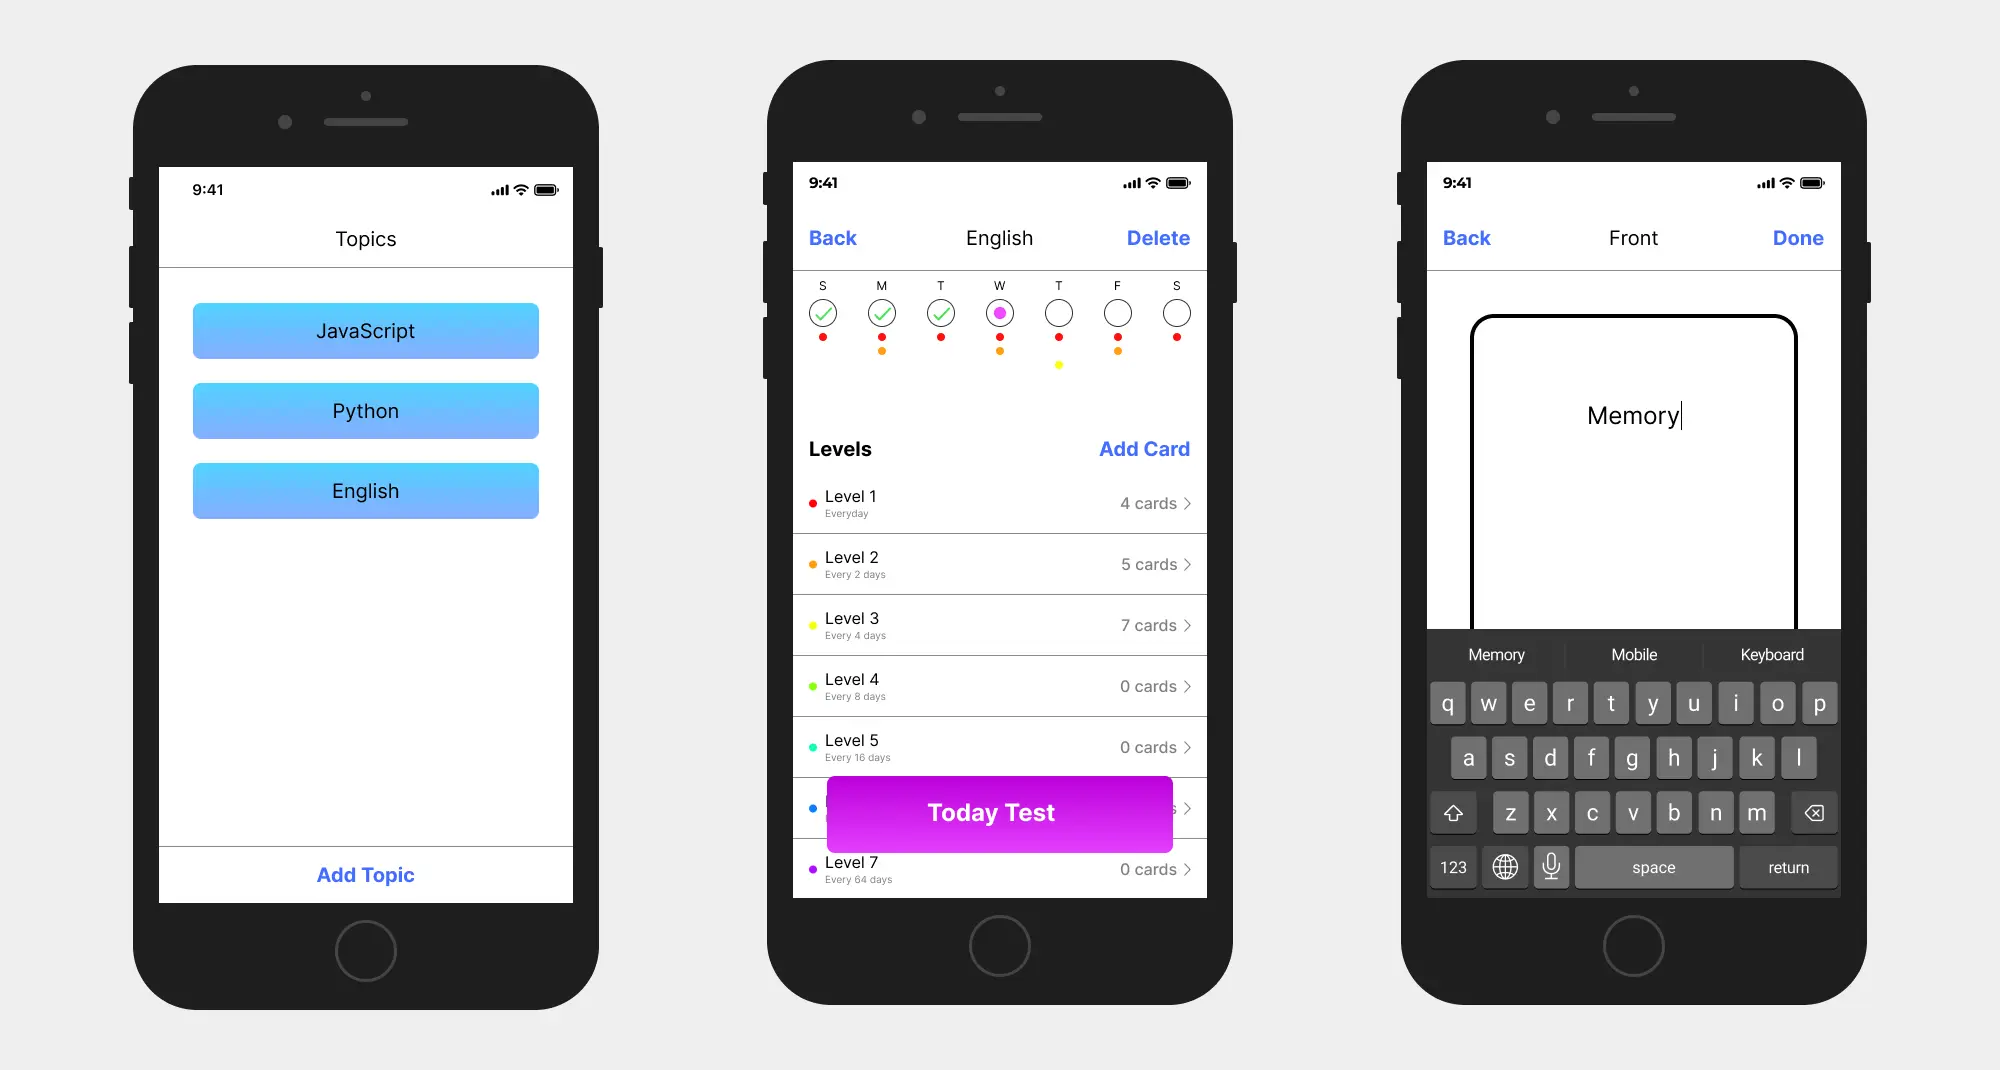 9:41
Topics
JavaScript
Python
English
Add Topic
9:41
Back English Delete
S M T W T F S
Levels Add Card
Level 1
Everyday
4 cards
Level 2
Every 2 days
5 cards
Level 3
Every 4 days
7 cards
Level 4
Every 8 days
0 cards
Level 5
Every 16 days
0 cards
Today Test
Level 7
Every 64 days
0 cards
9:41
Back Front Done
Memory
Memory Mobile Keyboard
q w e r t y u i o p
a s d f g h j k l
z x c v b n m
123 space return